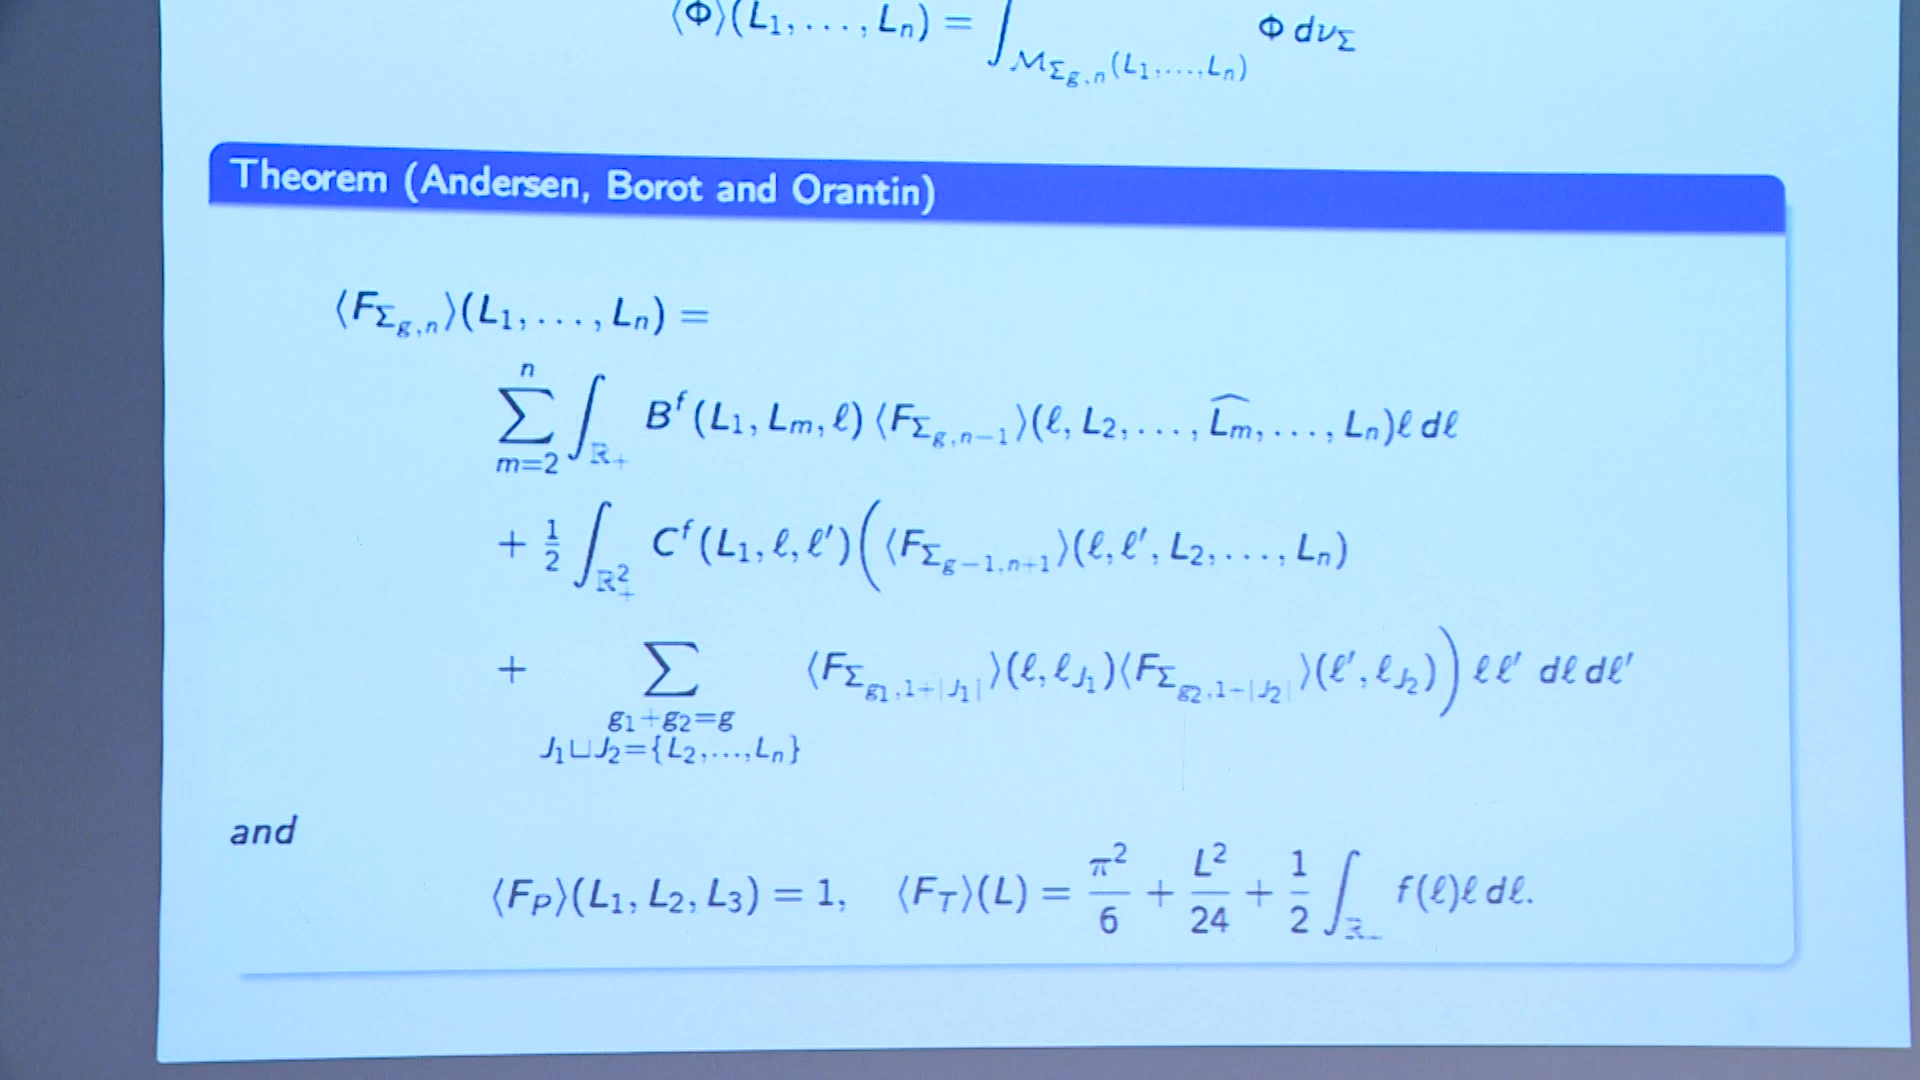 ⟨Φ⟩(L₁, . . . , Lₙ) = ∫_{M_{Σ_{g,n}}(L₁,...,Lₙ)} Φ dν_Σ
Theorem (Andersen, Borot and Orantin)
⟨F_{Σ_{g,n}}⟩(L₁, . . . , Lₙ) =
∑_{m=2}^{n} ∫_{ℝ₊} B^f(L₁, Lₘ, ℓ) ⟨F_{Σ_{g,n−1}}⟩(ℓ, L₂, . . . , \widehat{Lₘ}, . . . , Lₙ)ℓ dℓ
+ ½ ∫_{ℝ₊²} C^f(L₁, ℓ, ℓ′)(⟨F_{Σ_{g−1,n+1}}⟩(ℓ, ℓ′, L₂, . . . , Lₙ)
+ ∑_{g₁+g₂=g, J₁⊔J₂={L₂,...,Lₙ}} ⟨F_{Σ_{g₁,1+|J₁|}}⟩(ℓ, ℓ_{J₁})⟨F_{Σ_{g₂,1+|J₂|}}⟩(ℓ′, ℓ_{J₂})) ℓℓ′ dℓ dℓ′
and
⟨F_P⟩(L₁, L₂, L₃) = 1, ⟨F_T⟩(L) = π²/6 + L²/24 + 1/2 ∫_{ℝ₊} f(ℓ)ℓ dℓ.